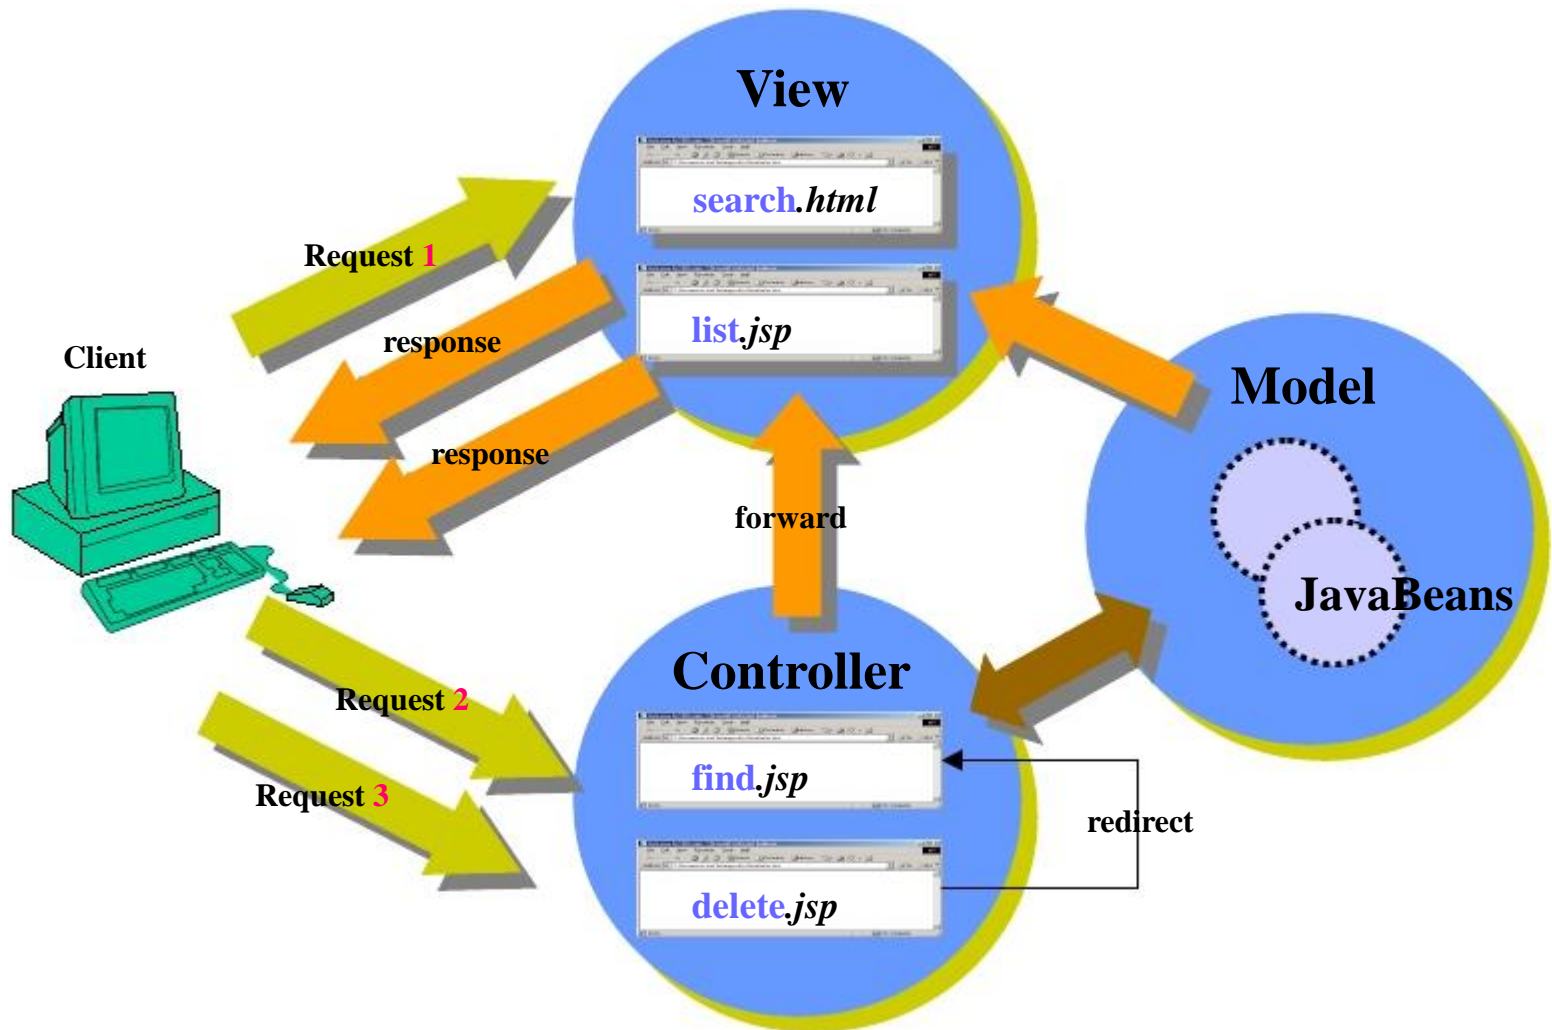 View
search.html
Request 1
list.jsp
response
Client
Model
response
forward
JavaBeans
Controller
Request 2
find.jsp
Request 3
redirect
delete.jsp